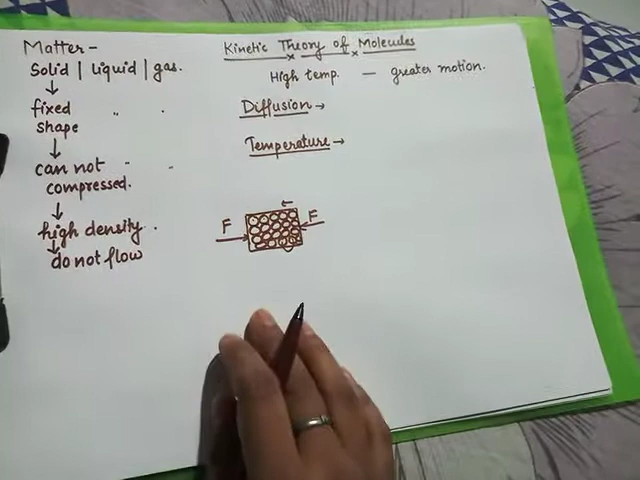 Matter -
Solid | liquid | gas.
↓
fixed " .
shape
↓
can not " "
compressed.
↓
high density .
↓
do not flow
Kinetic Theory of Molecules
High temp. — greater motion.
Diffusion →
Temperature →
←
F F